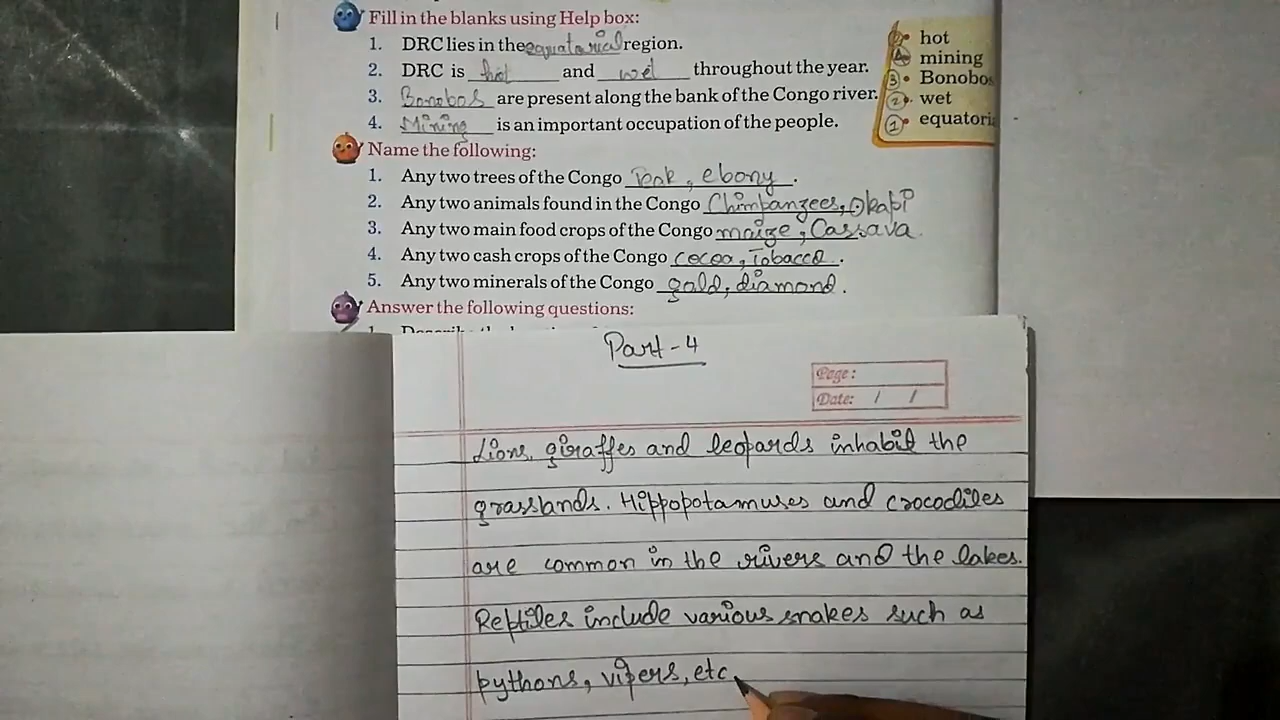 Fill in the blanks using Help box:
1. DRC lies in the equatorial region.
2. DRC is hot and wet throughout the year.
3. Bonobos are present along the bank of the Congo river.
4. Mining is an important occupation of the people.
hot
mining
Bonobos
wet
equatoria
Name the following:
1. Any two trees of the Congo Teak, ebony.
2. Any two animals found in the Congo Chimpanzees, Okapi
3. Any two main food crops of the Congo maize, Cassava.
4. Any two cash crops of the Congo cocoa, Tobacco.
5. Any two minerals of the Congo gold, diamond.
Answer the following questions:
Part-4
Page:
Date: / /
Lions, giraffes and leopards inhabit the
grasslands. Hippopotamuses and crocodiles
are common in the rivers and the lakes.
Reptiles include various snakes such as
pythons, vipers, etc.